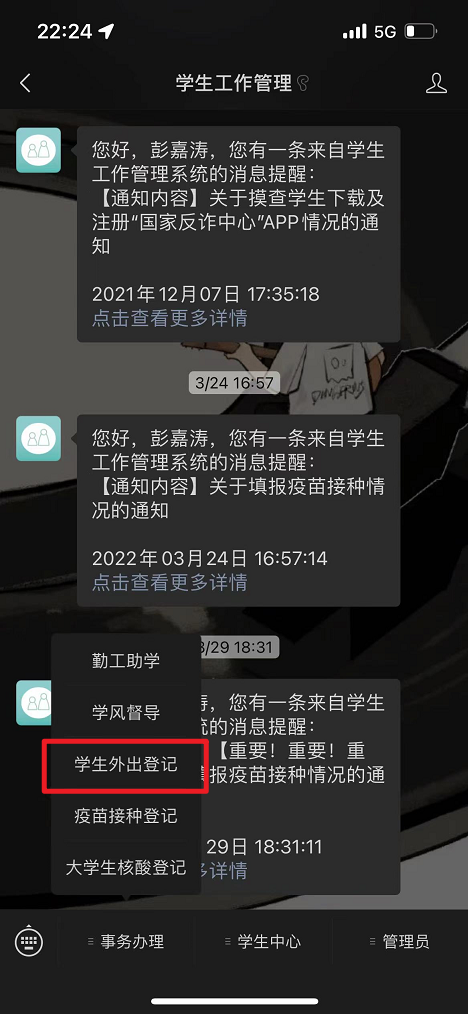 22:24
5G
学生工作管理
您好，彭嘉涛，您有一条来自学生
工作管理系统的消息提醒：
【通知内容】关于摸查学生下载及
注册“国家反诈中心”APP情况的通
知
2021年12月07日 17:35:18
点击查看更多详情
3/24 16:57
您好，彭嘉涛，您有一条来自学生
工作管理系统的消息提醒：
【通知内容】关于填报疫苗接种情
况的通知
2022年03月24日 16:57:14
点击查看更多详情
3/29 18:31
涛，您有一条来自学生
统的消息提醒：
【重要！重要！重
填报疫苗接种情况的通
29日 18:31:11
多详情
勤工助学
学风督导
学生外出登记
疫苗接种登记
大学生核酸登记
事务办理
学生中心
管理员